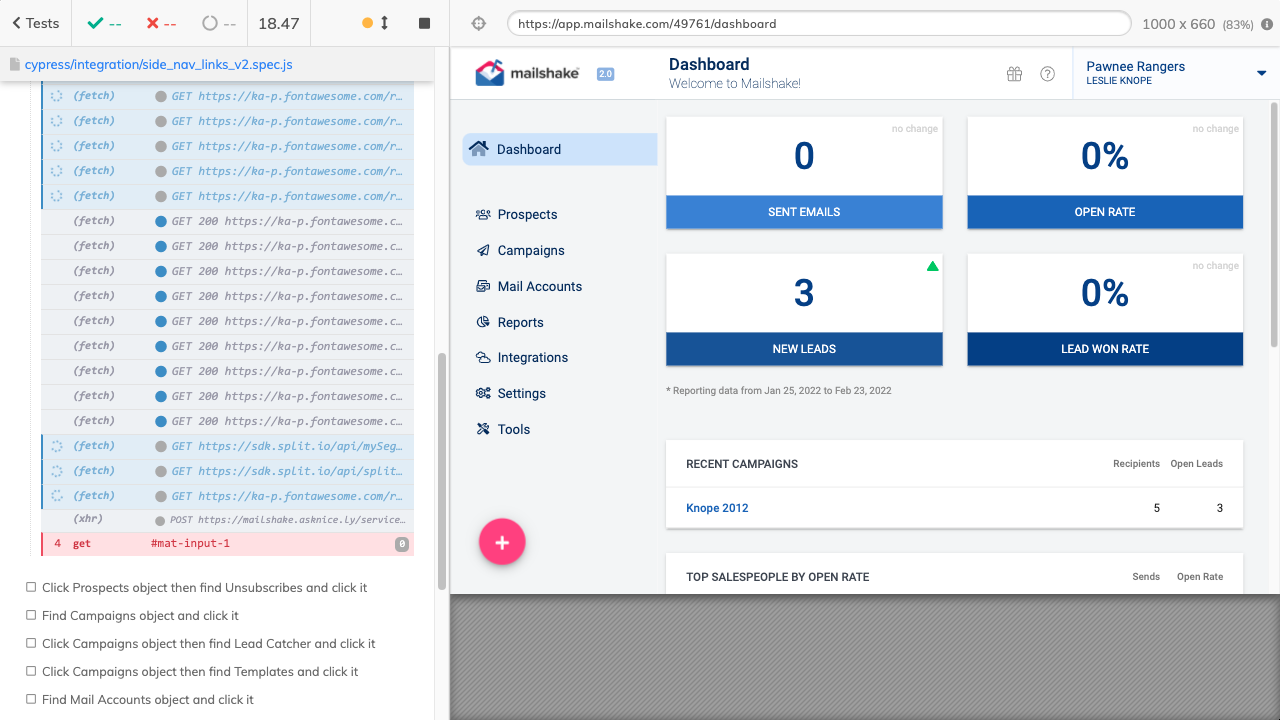 Tests
--
--
--
18.47
https://app.mailshake.com/49761/dashboard
1000 x 660 (83%)
cypress/integration/side_nav_links_v2.spec.js
(fetch) GET https://ka-p.fontawesome.com/r…
(fetch) GET https://ka-p.fontawesome.com/r…
(fetch) GET https://ka-p.fontawesome.com/r…
(fetch) GET https://ka-p.fontawesome.com/r…
(fetch) GET https://ka-p.fontawesome.com/r…
(fetch) GET 200 https://ka-p.fontawesome.c…
(fetch) GET 200 https://ka-p.fontawesome.c…
(fetch) GET 200 https://ka-p.fontawesome.c…
(fetch) GET 200 https://ka-p.fontawesome.c…
(fetch) GET 200 https://ka-p.fontawesome.c…
(fetch) GET 200 https://ka-p.fontawesome.c…
(fetch) GET 200 https://ka-p.fontawesome.c…
(fetch) GET 200 https://ka-p.fontawesome.c…
(fetch) GET 200 https://ka-p.fontawesome.c…
(fetch) GET https://sdk.split.io/api/mySeg…
(fetch) GET https://sdk.split.io/api/split…
(fetch) GET https://ka-p.fontawesome.com/r…
(xhr) POST https://mailshake.asknice.ly/service…
4 get #mat-input-1 0
Click Prospects object then find Unsubscribes and click it
Find Campaigns object and click it
Click Campaigns object then find Lead Catcher and click it
Click Campaigns object then find Templates and click it
Find Mail Accounts object and click it
mailshake 2.0
Dashboard
Welcome to Mailshake!
Pawnee Rangers
LESLIE KNOPE
Dashboard
Prospects
Campaigns
Mail Accounts
Reports
Integrations
Settings
Tools
+
no change
0
SENT EMAILS
no change
0%
OPEN RATE
3
NEW LEADS
no change
0%
LEAD WON RATE
* Reporting data from Jan 25, 2022 to Feb 23, 2022
RECENT CAMPAIGNS Recipients Open Leads
Knope 2012 5 3
TOP SALESPEOPLE BY OPEN RATE Sends Open Rate